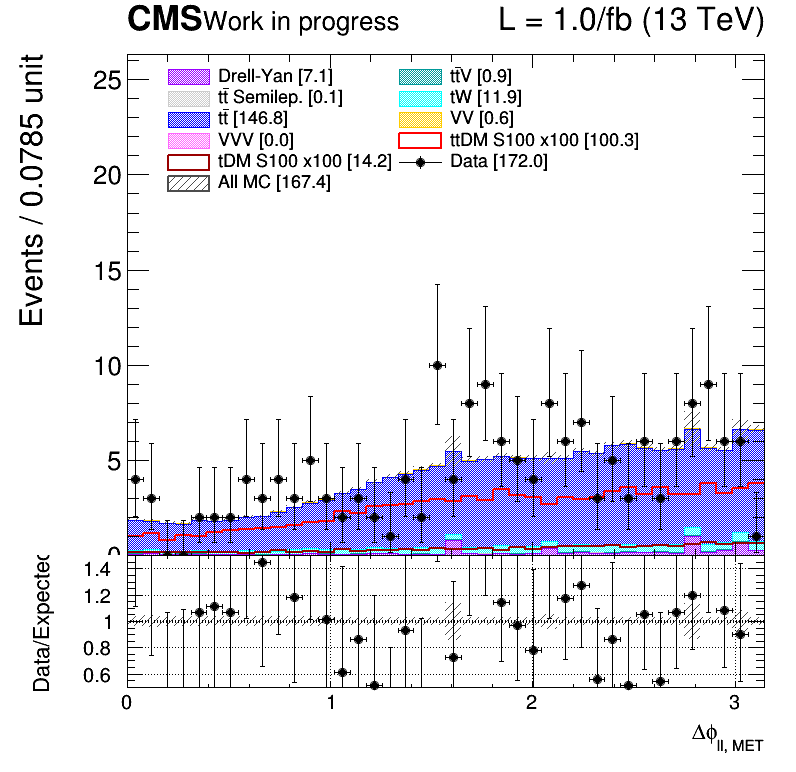 CMS Work in progress L = 1.0/fb (13 TeV)
Events / 0.0785 unit
25
20
15
10
5
0
Drell-Yan [7.1]
tt̄V [0.9]
tt̄ Semilep. [0.1]
tW [11.9]
tt̄ [146.8]
VV [0.6]
VVV [0.0]
ttDM S100 x100 [100.3]
tDM S100 x100 [14.2]
Data [172.0]
All MC [167.4]
Data/Expected
1.4
1.2
1
0.8
0.6
0 1 2 3
Δϕll, MET